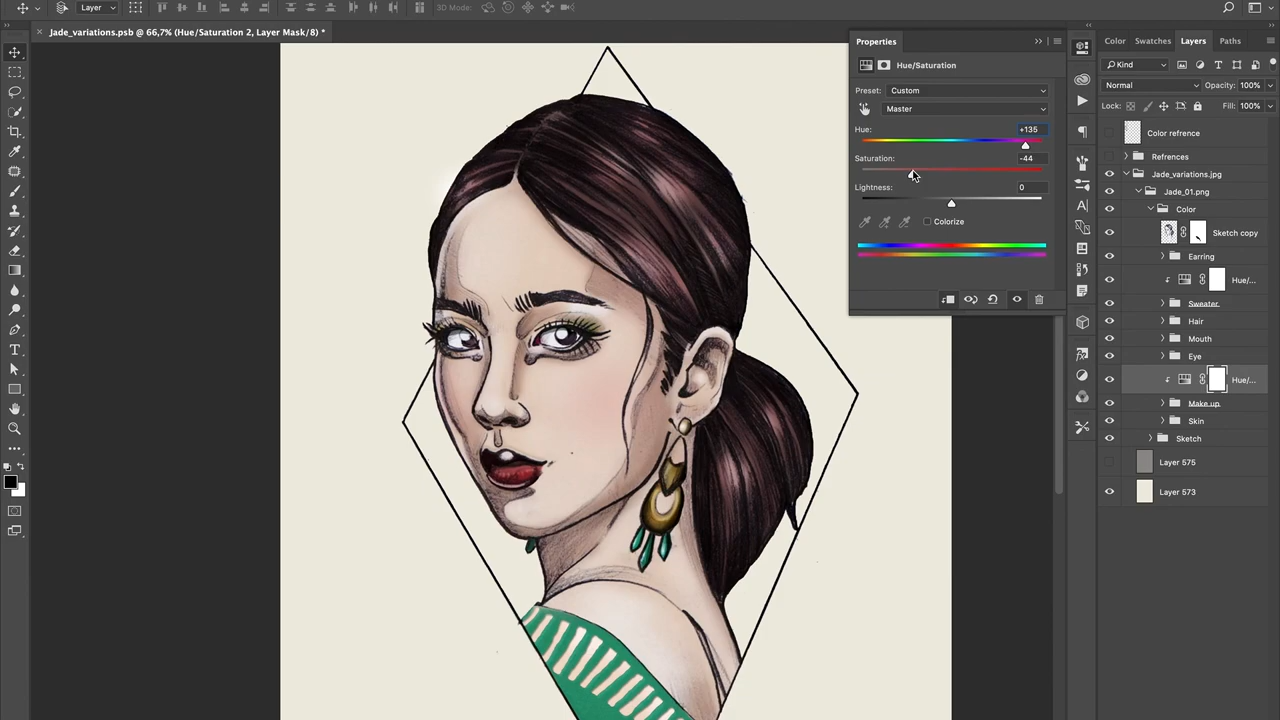 Layer
3D Mode:
Jade_variations.psb @ 66,7% (Hue/Saturation 2, Layer Mask/8) *
Properties
Hue/Saturation
Preset: Custom
Master
Hue: +135
Saturation: -44
Lightness: 0
Colorize
Color Swatches Layers Paths
Kind
Normal Opacity: 100%
Lock: Fill: 100%
Color refrence
Refrences
Jade_variations.jpg
Jade_01.png
Color
Sketch copy
Earring
Hue/...
Sweater
Hair
Mouth
Eye
Hue/...
Make up
Skin
Sketch
Layer 575
Layer 573